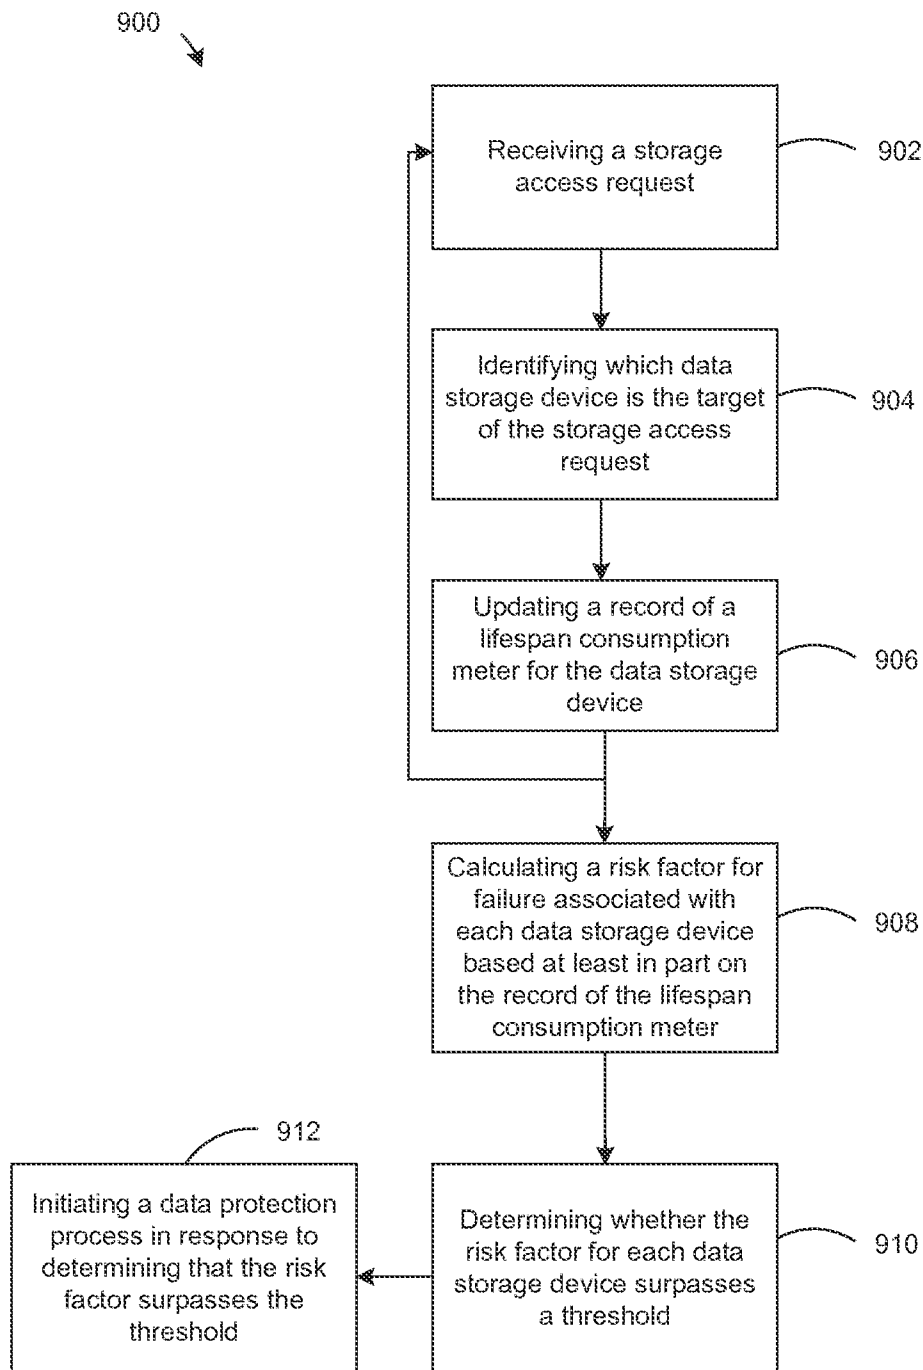 900
Receiving a storage
access request
902
Identifying which data
storage device is the target
of the storage access
request
904
Updating a record of a
lifespan consumption
meter for the data storage
device
906
Calculating a risk factor for
failure associated with
each data storage device
based at least in part on
the record of the lifespan
consumption meter
908
Determining whether the
risk factor for each data
storage device surpasses
a threshold
910
912
Initiating a data protection
process in response to
determining that the risk
factor surpasses the
threshold